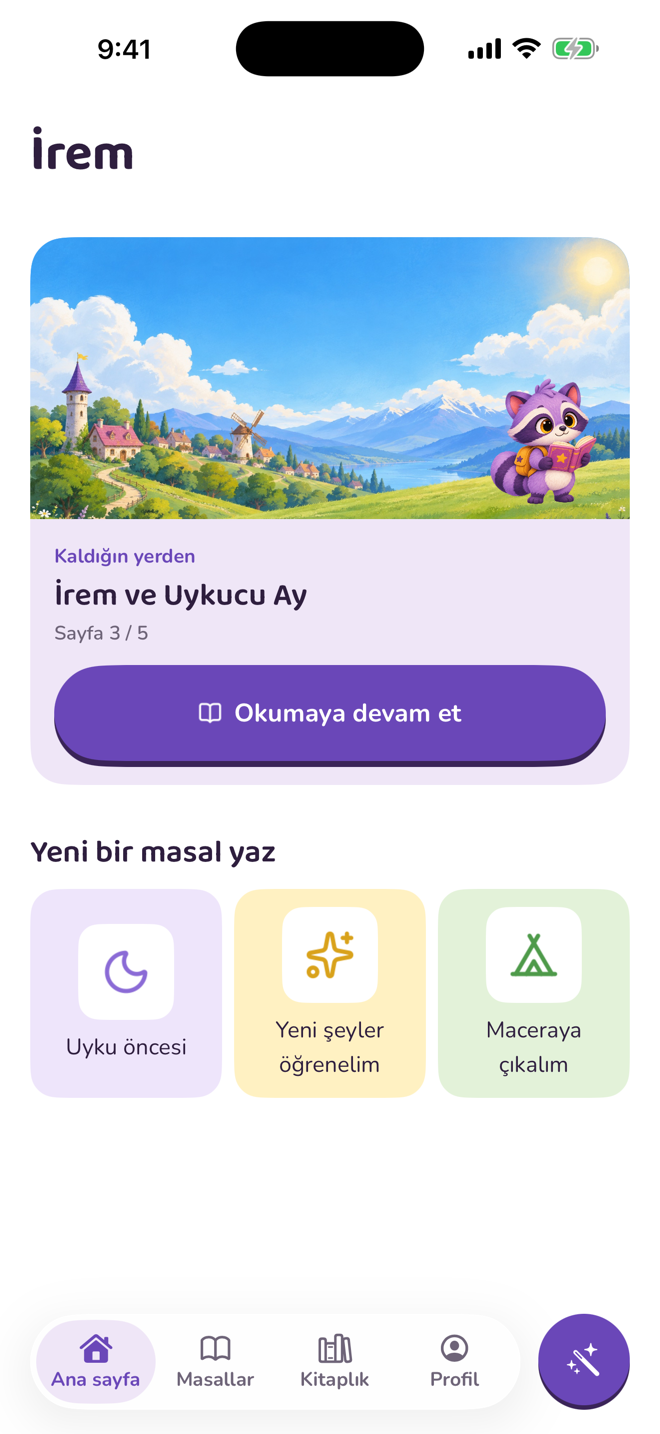 9:41
İrem
Kaldığın yerden
İrem ve Uykucu Ay
Sayfa 3 / 5
Okumaya devam et
Yeni bir masal yaz
Uyku öncesi
Yeni şeyler
öğrenelim
Maceraya
çıkalım
Ana sayfa
Masallar
Kitaplık
Profil